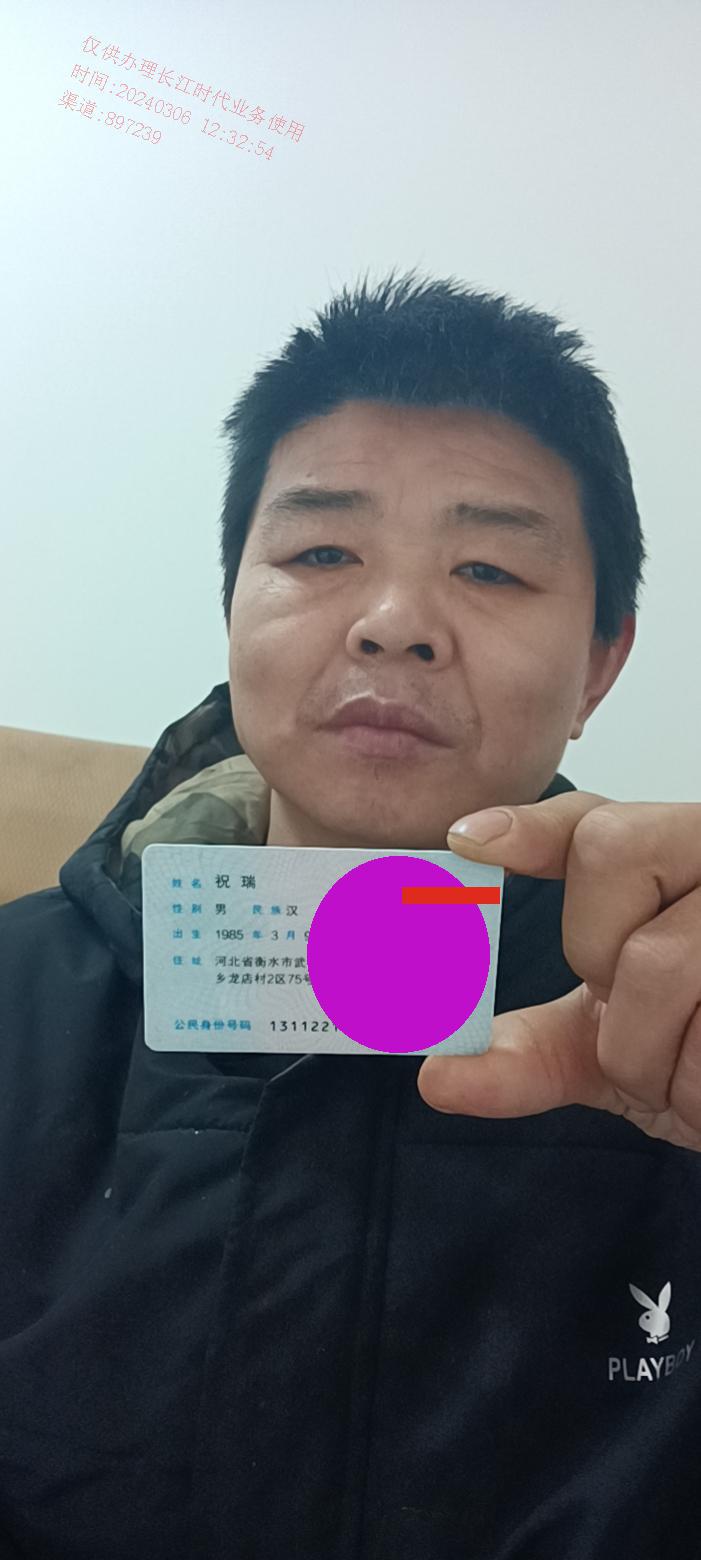 仅供办理长江时代业务使用
时间:20240306 12:32:54
渠道:897239
姓名 祝瑞
性别 男 民族 汉
出生 1985 年 3 月
住址 河北省衡水市武
乡龙店村2区75号
公民身份号码 1311221
PLAYBOY